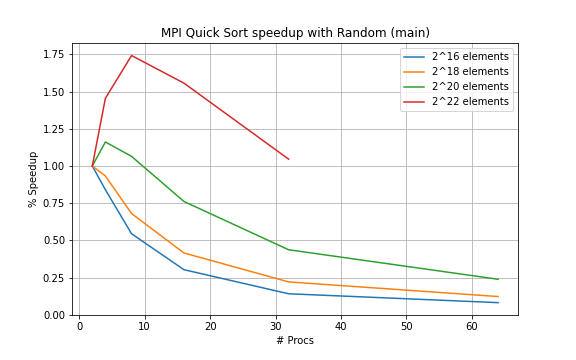 MPI Quick Sort speedup with Random (main)
2^16 elements
2^18 elements
2^20 elements
2^22 elements
% Speedup
1.75
1.50
1.25
1.00
0.75
0.50
0.25
0.00
0 10 20 30 40 50 60
# Procs